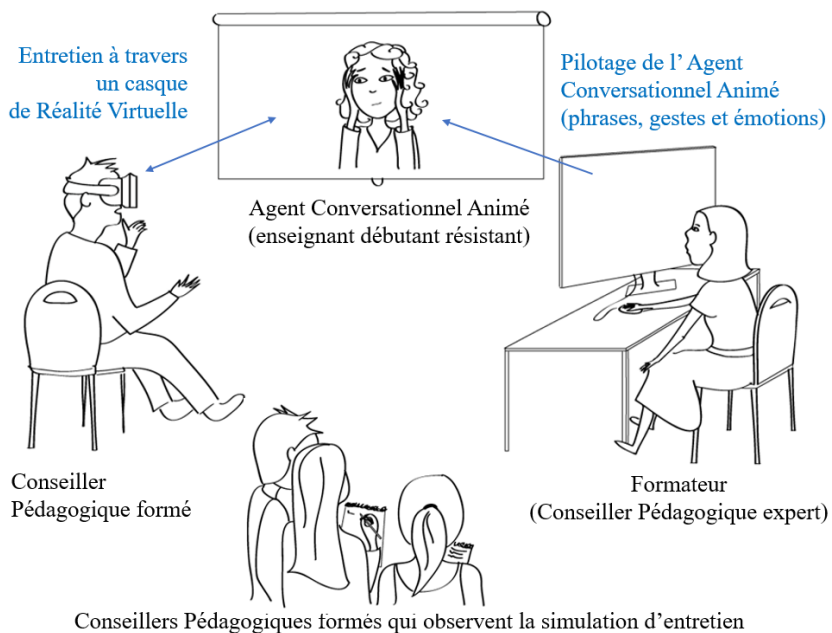 Entretien à travers
un casque
de Réalité Virtuelle
Pilotage de l’Agent
Conversationnel Animé
(phrases, gestes et émotions)
Agent Conversationnel Animé
(enseignant débutant résistant)
Conseiller
Pédagogique formé
Formateur
(Conseiller Pédagogique expert)
Conseillers Pédagogiques formés qui observent la simulation d’entretien